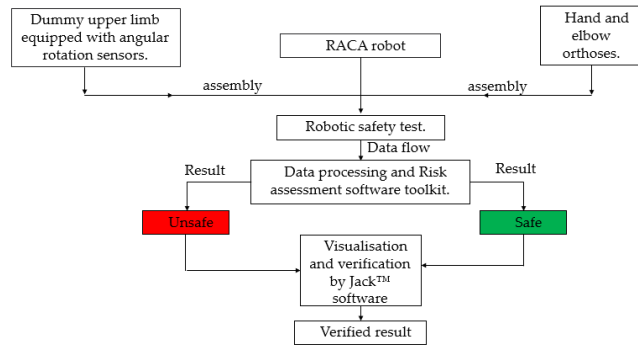 Dummy upper limb
equipped with angular
rotation sensors.
RACA robot
Hand and
elbow
orthoses.
assembly
assembly
Robotic safety test.
Data flow
Result
Data processing and Risk
assessment software toolkit.
Result
Unsafe
Safe
Visualisation
and verification
by Jack™
software
Verified result